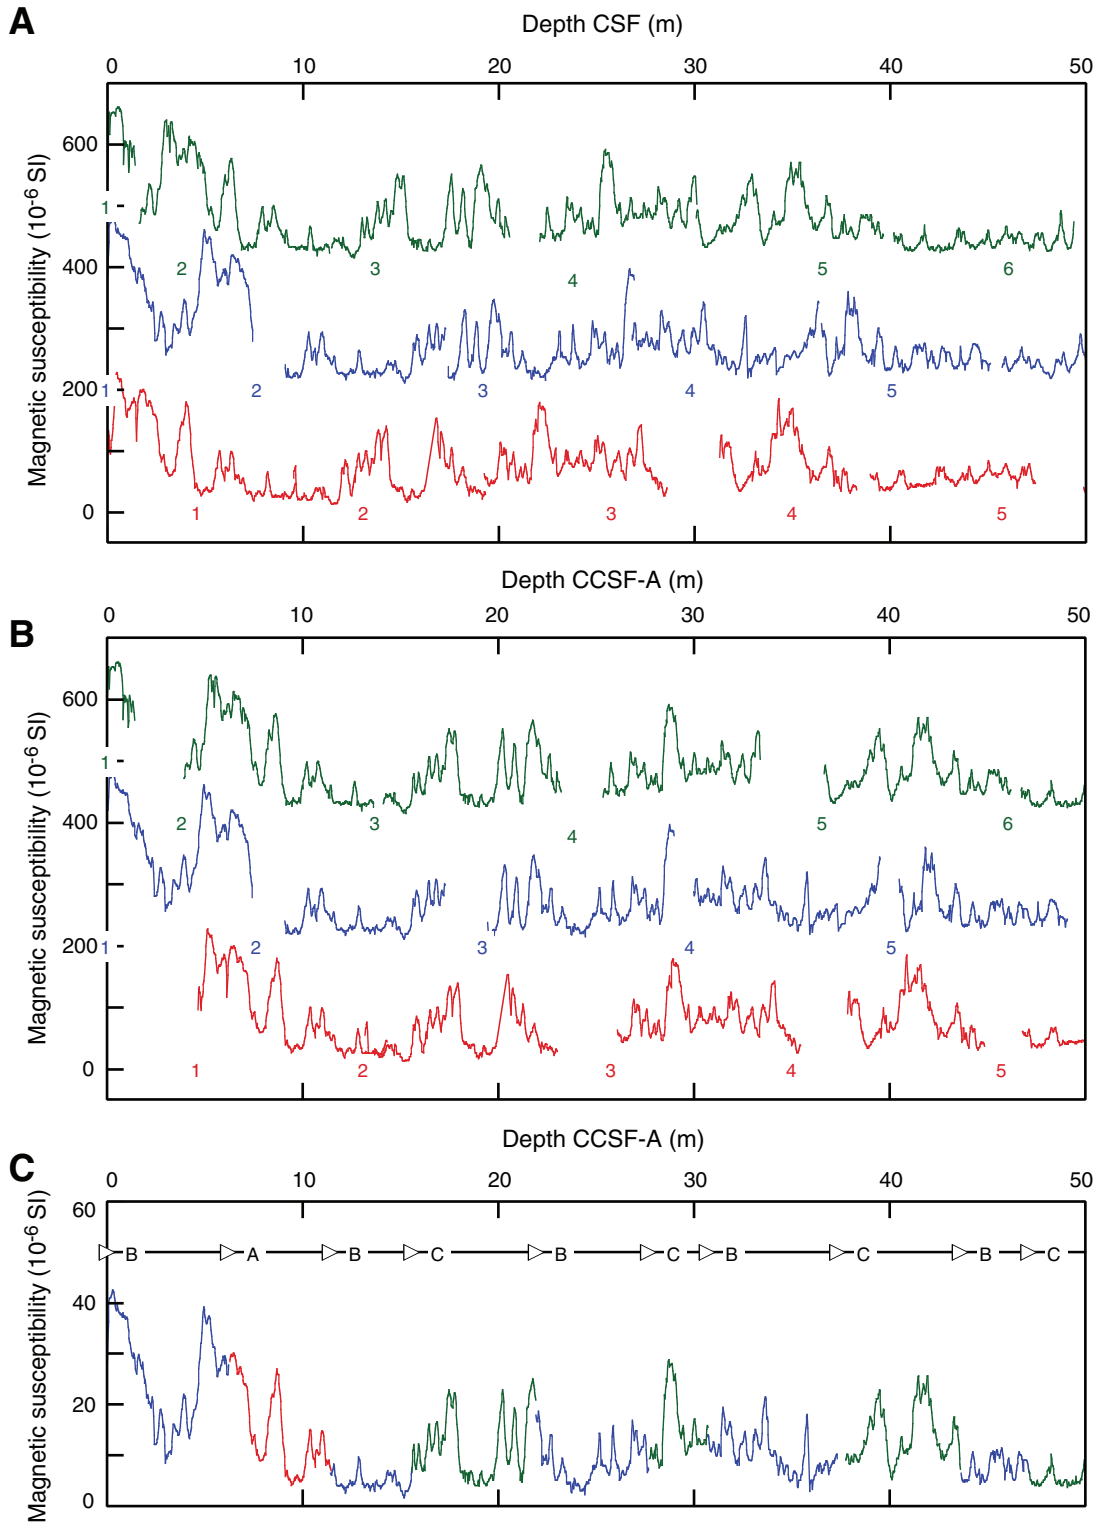 A
Depth CSF (m)
0 10 20 30 40 50
Magnetic susceptibility (10-6 SI)
600
400
200
0
1 2 3 4 5 6
1 2 3 4 5
1 2 3 4 5
B
Depth CCSF-A (m)
0 10 20 30 40 50
Magnetic susceptibility (10-6 SI)
600
400
200
0
1 2 3 4 5 6
1 2 3 4 5
1 2 3 4 5
C
Depth CCSF-A (m)
0 10 20 30 40 50
Magnetic susceptibility (10-6 SI)
60
B A B C B C B C B C
40
20
0